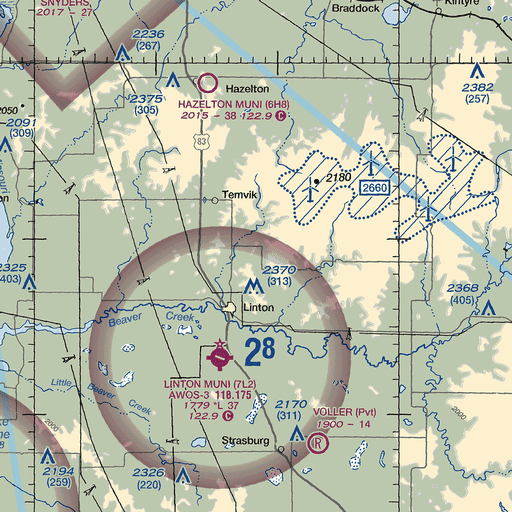 SNYDERS,
2017 - 27
Braddock
Kintyre
2236
(267)
2382
(257)
2375
(305)
Hazelton
HAZELTON MUNI (6H8)
2015 - 38 122.9 C
2050
2091
(309)
83
2180
2660
Temvik
2325
(403)
2370
(313)
2368
(405)
Linton
Beaver Creek
2⁸
LINTON MUNI (7L2)
AWOS-3 118.175
1779 *L 37
122.9 C
Little
Beaver
Creek
2170
(311)
VOLLER (Pvt)
1900 - 14
R
Strasburg
2000
2000
2194
(259)
2326
(220)